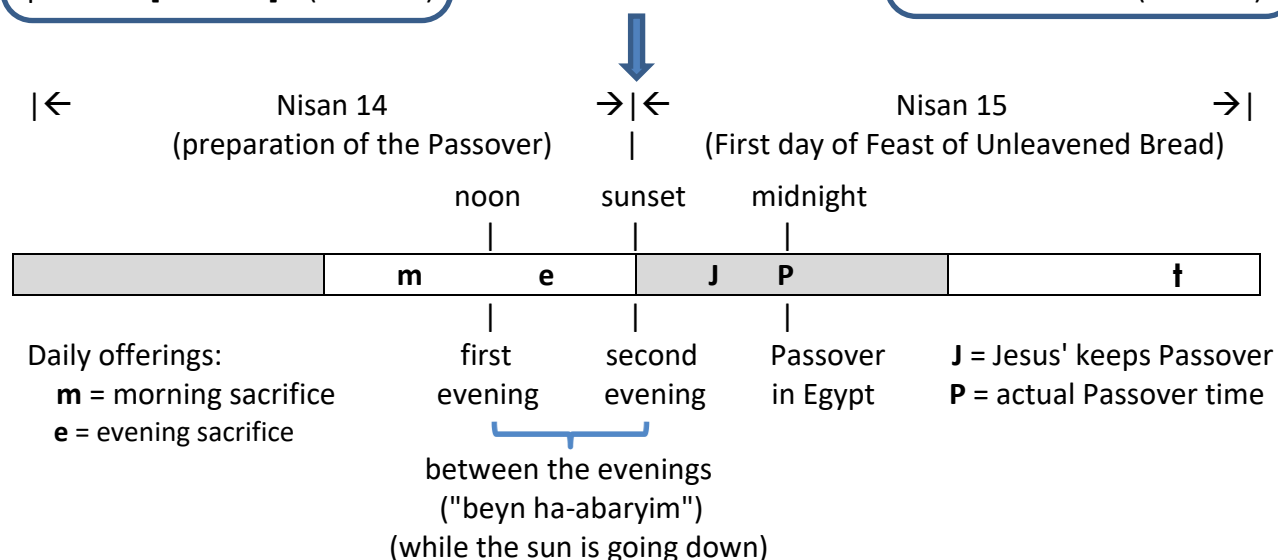 |← Nisan 14 →|← Nisan 15 →|
(preparation of the Passover) | (First day of Feast of Unleavened Bread)
noon sunset midnight
| | |
m e J P ƚ
| | |
Daily offerings: first second Passover J = Jesus' keeps Passover
m = morning sacrifice evening evening in Egypt P = actual Passover time
e = evening sacrifice
between the evenings
("beyn ha-abaryim")
(while the sun is going down)